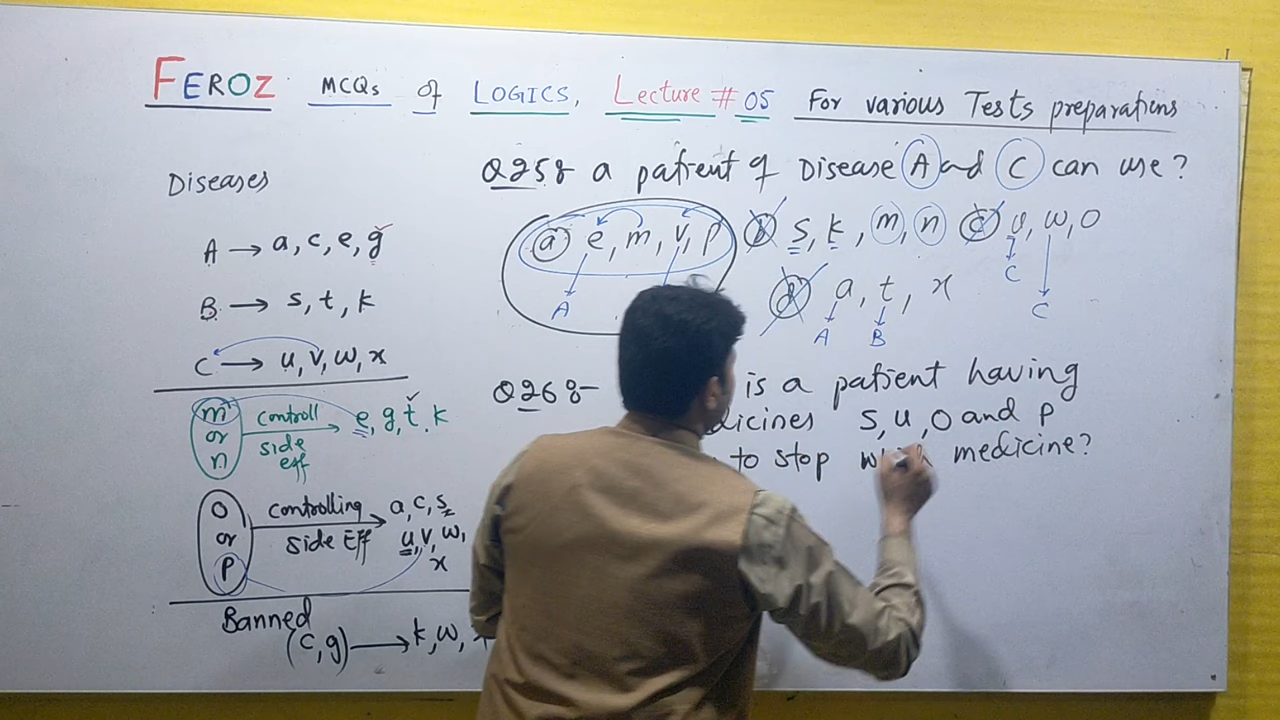 FEROZ MCQs of LOGICS, Lecture # 05 For various Tests preparations
Diseases
A → a, c, e, g
B → s, t, k
C → u, v, w, x
m or n controll side eff → e, g, t, k
O or p controlling side Eff → a, c, s, u, v, w, x
Banned
(c, g) → k, w,
Q25:- a patient of Disease A and C can use?
a e, m, v, p
A
s, k, m, n
u, w, O
C
C
a, t, x
A B
Q26:- is a patient having
s, u, O and p
to stop which medicine?